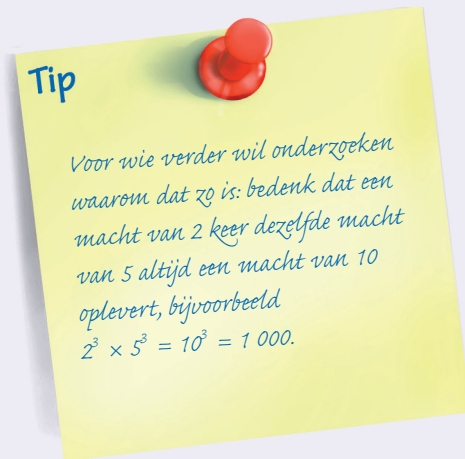 Tip
Voor wie verder wil onderzoeken
waarom dat zo is: bedenk dat een
macht van 2 keer dezelfde macht
van 5 altijd een macht van 10
oplevert, bijvoorbeeld
2³ × 5³ = 10³ = 1 000.